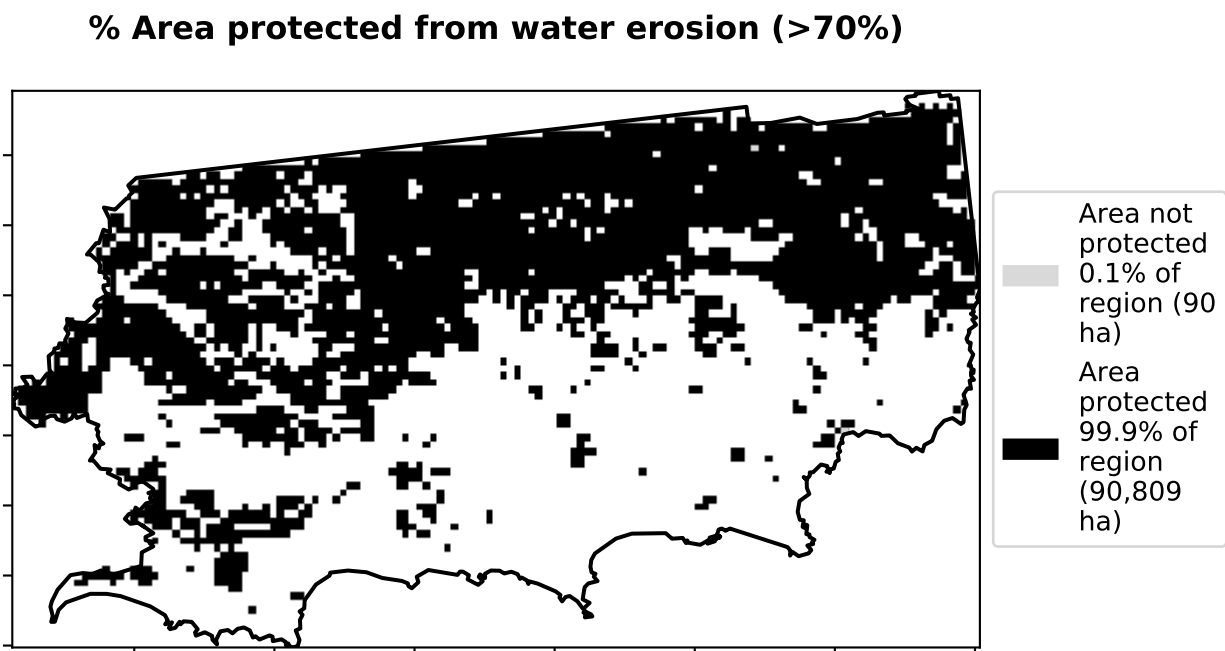 % Area protected from water erosion (>70%)
Area not
protected
0.1% of
region (90
ha)
Area
protected
99.9% of
region
(90,809
ha)